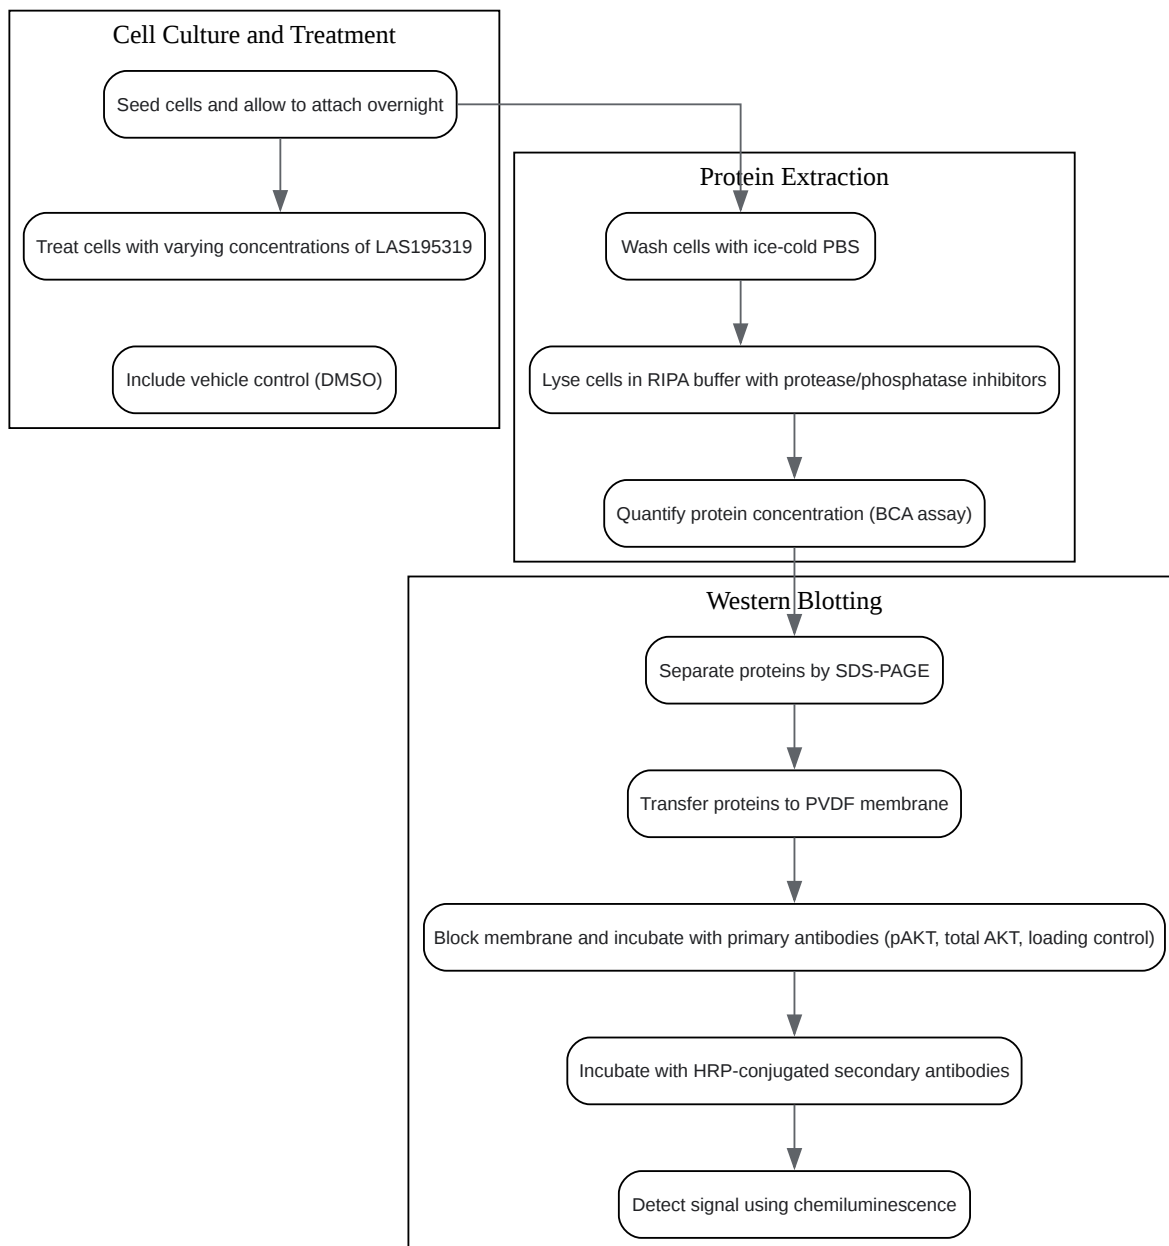 Cell Culture and Treatment
Seed cells and allow to attach overnight
Treat cells with varying concentrations of LAS195319
Include vehicle control (DMSO)
Protein Extraction
Wash cells with ice-cold PBS
Lyse cells in RIPA buffer with protease/phosphatase inhibitors
Quantify protein concentration (BCA assay)
Western Blotting
Separate proteins by SDS-PAGE
Transfer proteins to PVDF membrane
Block membrane and incubate with primary antibodies (pAKT, total AKT, loading control)
Incubate with HRP-conjugated secondary antibodies
Detect signal using chemiluminescence